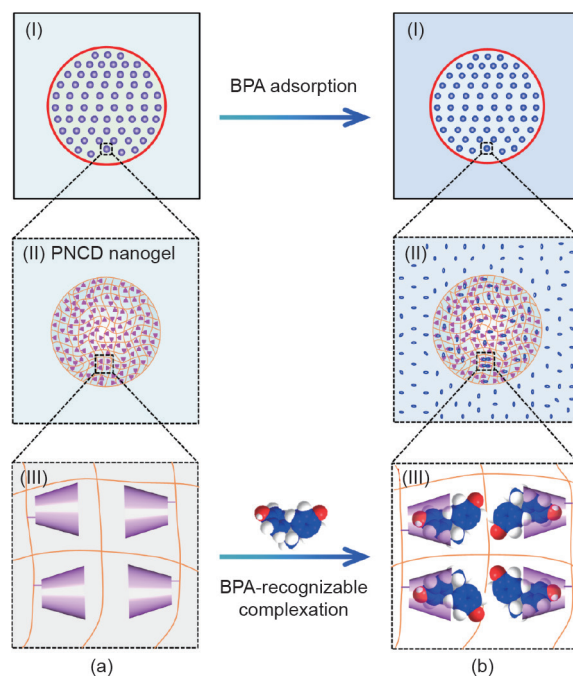 (I)
BPA adsorption
(I)
(II) PNCD nanogel
(II)
(III)
(III)
BPA-recognizable
complexation
(a)
(b)